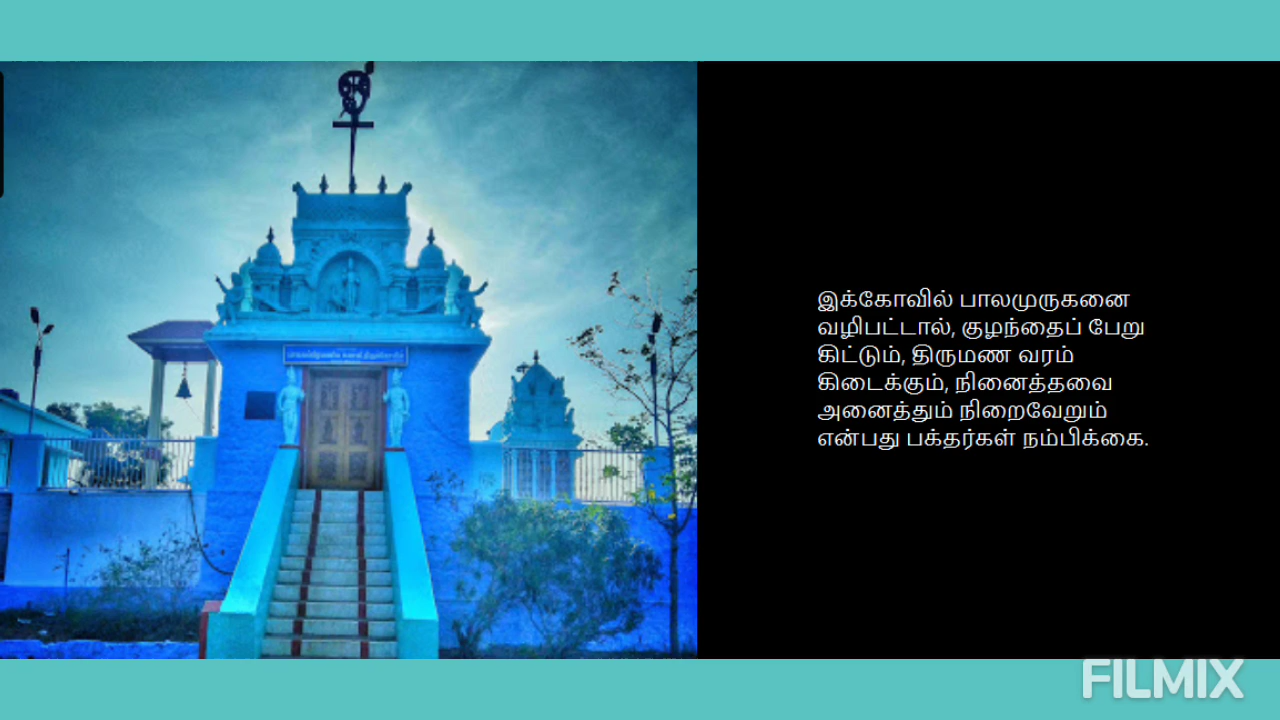 இக்கோவில் பாலமுருகனை
வழிபட்டால், குழந்தைப் பேறு
கிட்டும், திருமண வரம்
கிடைக்கும், நினைத்தவை
அனைத்தும் நிறைவேறும்
என்பது பக்தர்கள் நம்பிக்கை.
FILMIX